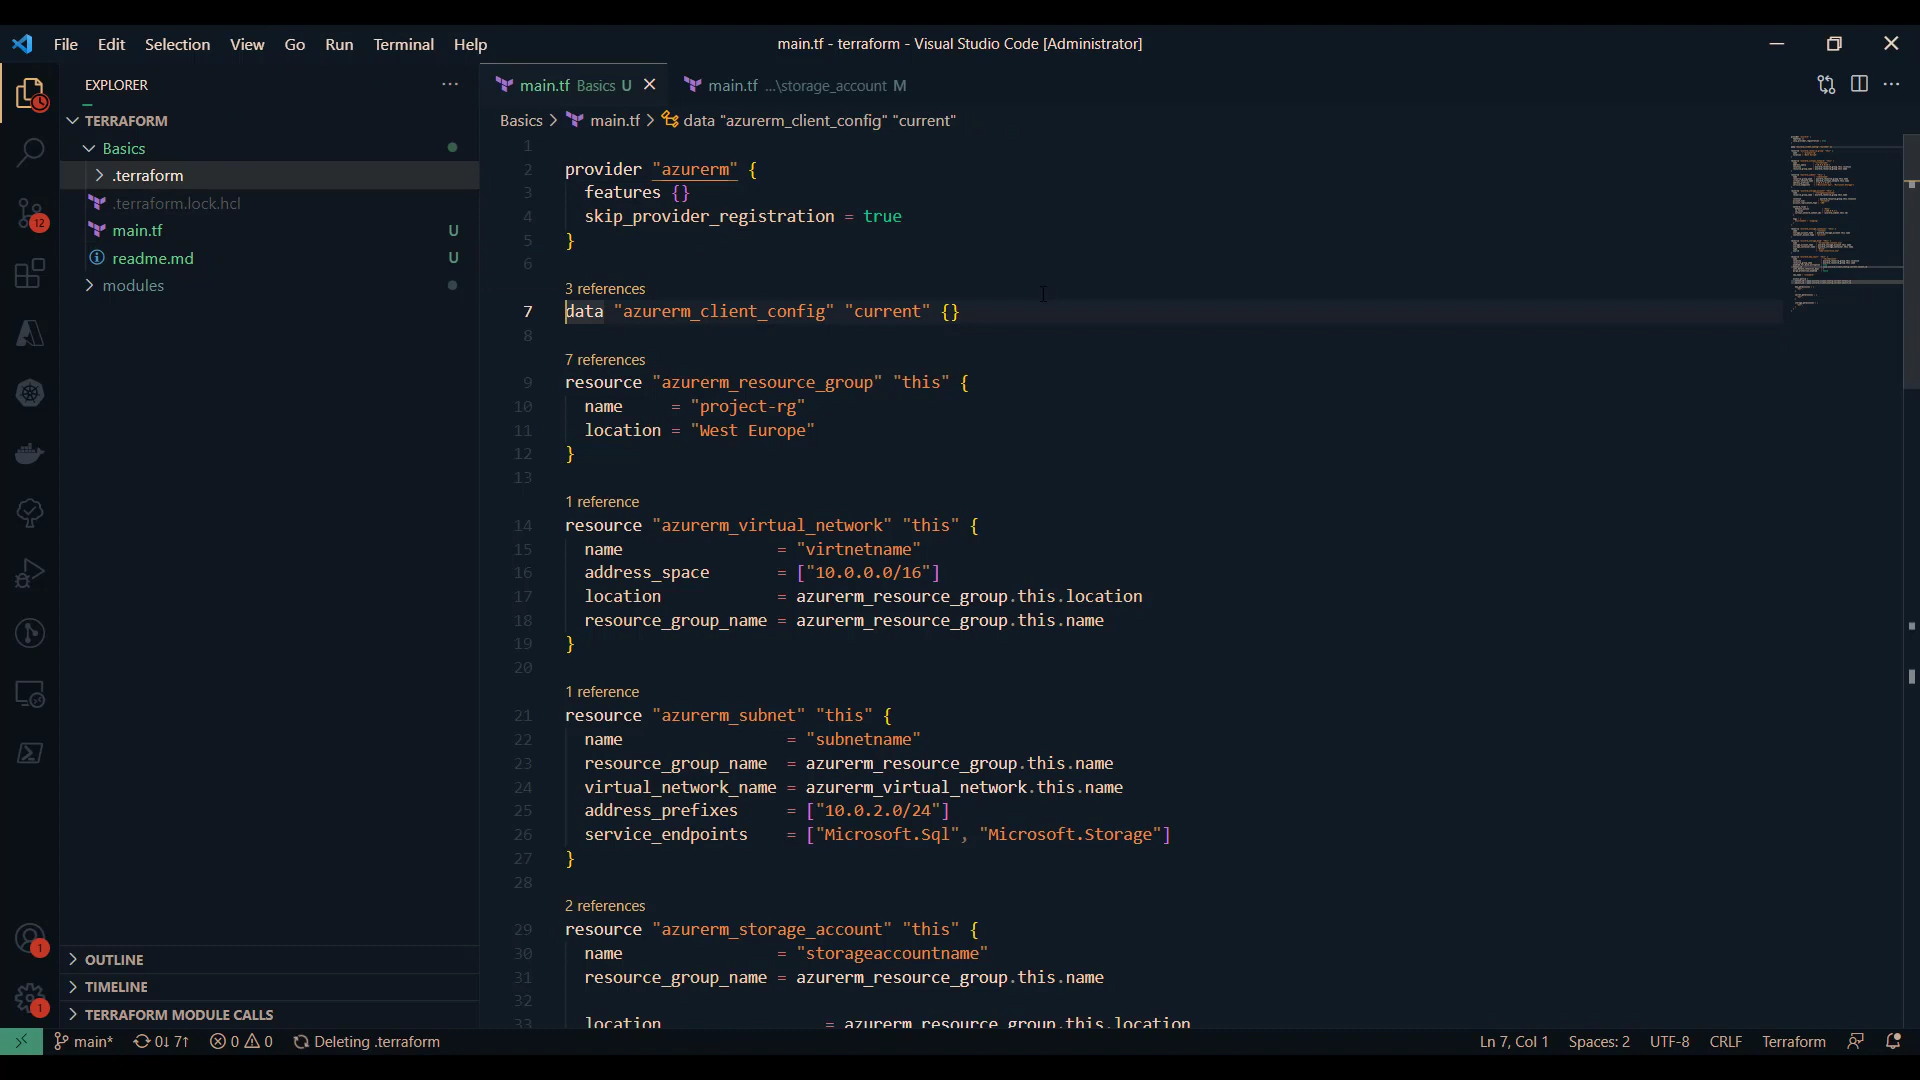 File Edit Selection View Go Run Terminal Help
main.tf - terraform - Visual Studio Code [Administrator]
EXPLORER
TERRAFORM
Basics
.terraform
.terraform.lock.hcl
main.tf U
readme.md U
modules
12
1
1
OUTLINE
TIMELINE
TERRAFORM MODULE CALLS
main.tf Basics U
main.tf ...\storage_account M
Basics > main.tf > data "azurerm_client_config" "current"
1
2 provider "azurerm" {
3 features {}
4 skip_provider_registration = true
5 }
6
3 references
7 data "azurerm_client_config" "current" {}
8
7 references
9 resource "azurerm_resource_group" "this" {
10 name = "project-rg"
11 location = "West Europe"
12 }
13
1 reference
14 resource "azurerm_virtual_network" "this" {
15 name = "virtnetname"
16 address_space = ["10.0.0.0/16"]
17 location = azurerm_resource_group.this.location
18 resource_group_name = azurerm_resource_group.this.name
19 }
20
1 reference
21 resource "azurerm_subnet" "this" {
22 name = "subnetname"
23 resource_group_name = azurerm_resource_group.this.name
24 virtual_network_name = azurerm_virtual_network.this.name
25 address_prefixes = ["10.0.2.0/24"]
26 service_endpoints = ["Microsoft.Sql", "Microsoft.Storage"]
27 }
28
2 references
29 resource "azurerm_storage_account" "this" {
30 name = "storageaccountname"
31 resource_group_name = azurerm_resource_group.this.name
32
33 location = azurerm_resource_group.this.location
main* 0↓ 7↑ 0 0 Deleting .terraform
Ln 7, Col 1 Spaces: 2 UTF-8 CRLF Terraform